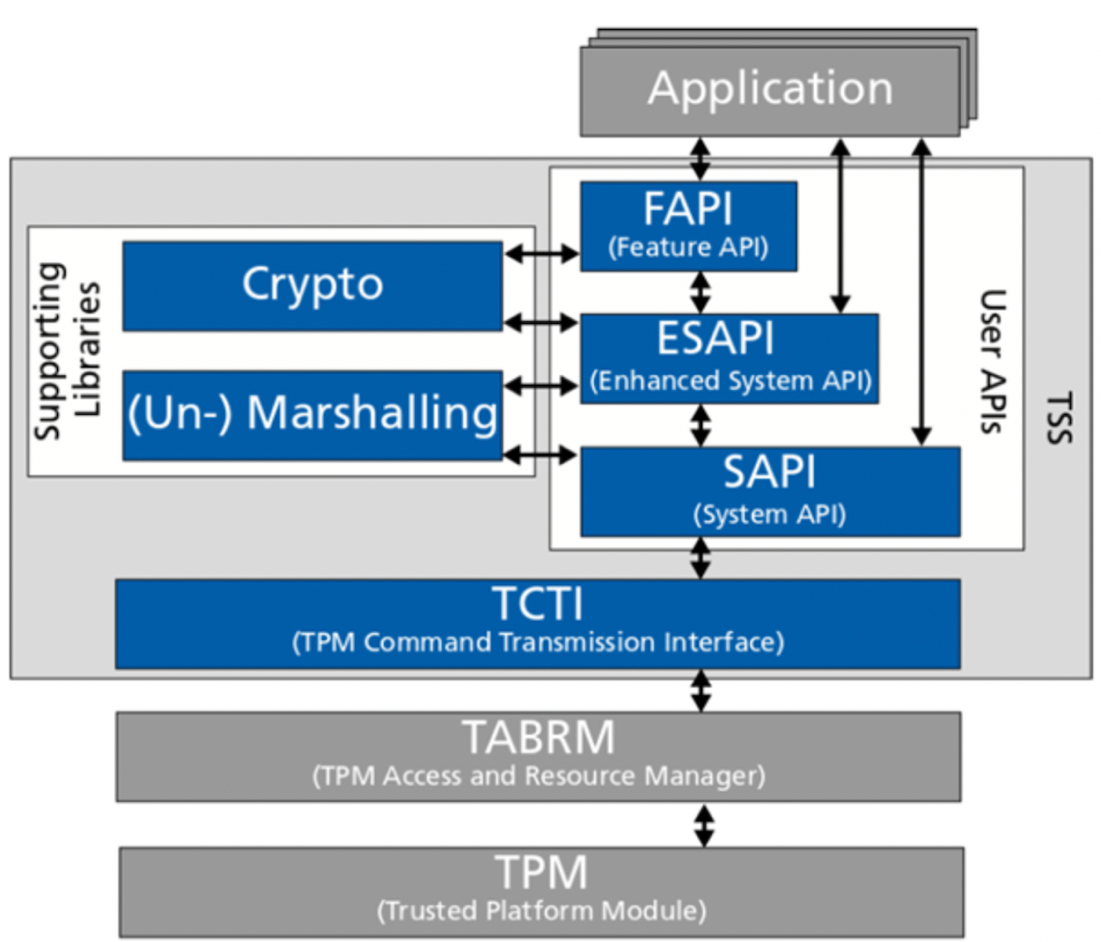 Application
FAPI
(Feature API)
Crypto
ESAPI
(Enhanced System API)
(Un-) Marshalling
SAPI
(System API)
Supporting
Libraries
User APIs
TSS
TCTI
(TPM Command Transmission Interface)
TABRM
(TPM Access and Resource Manager)
TPM
(Trusted Platform Module)